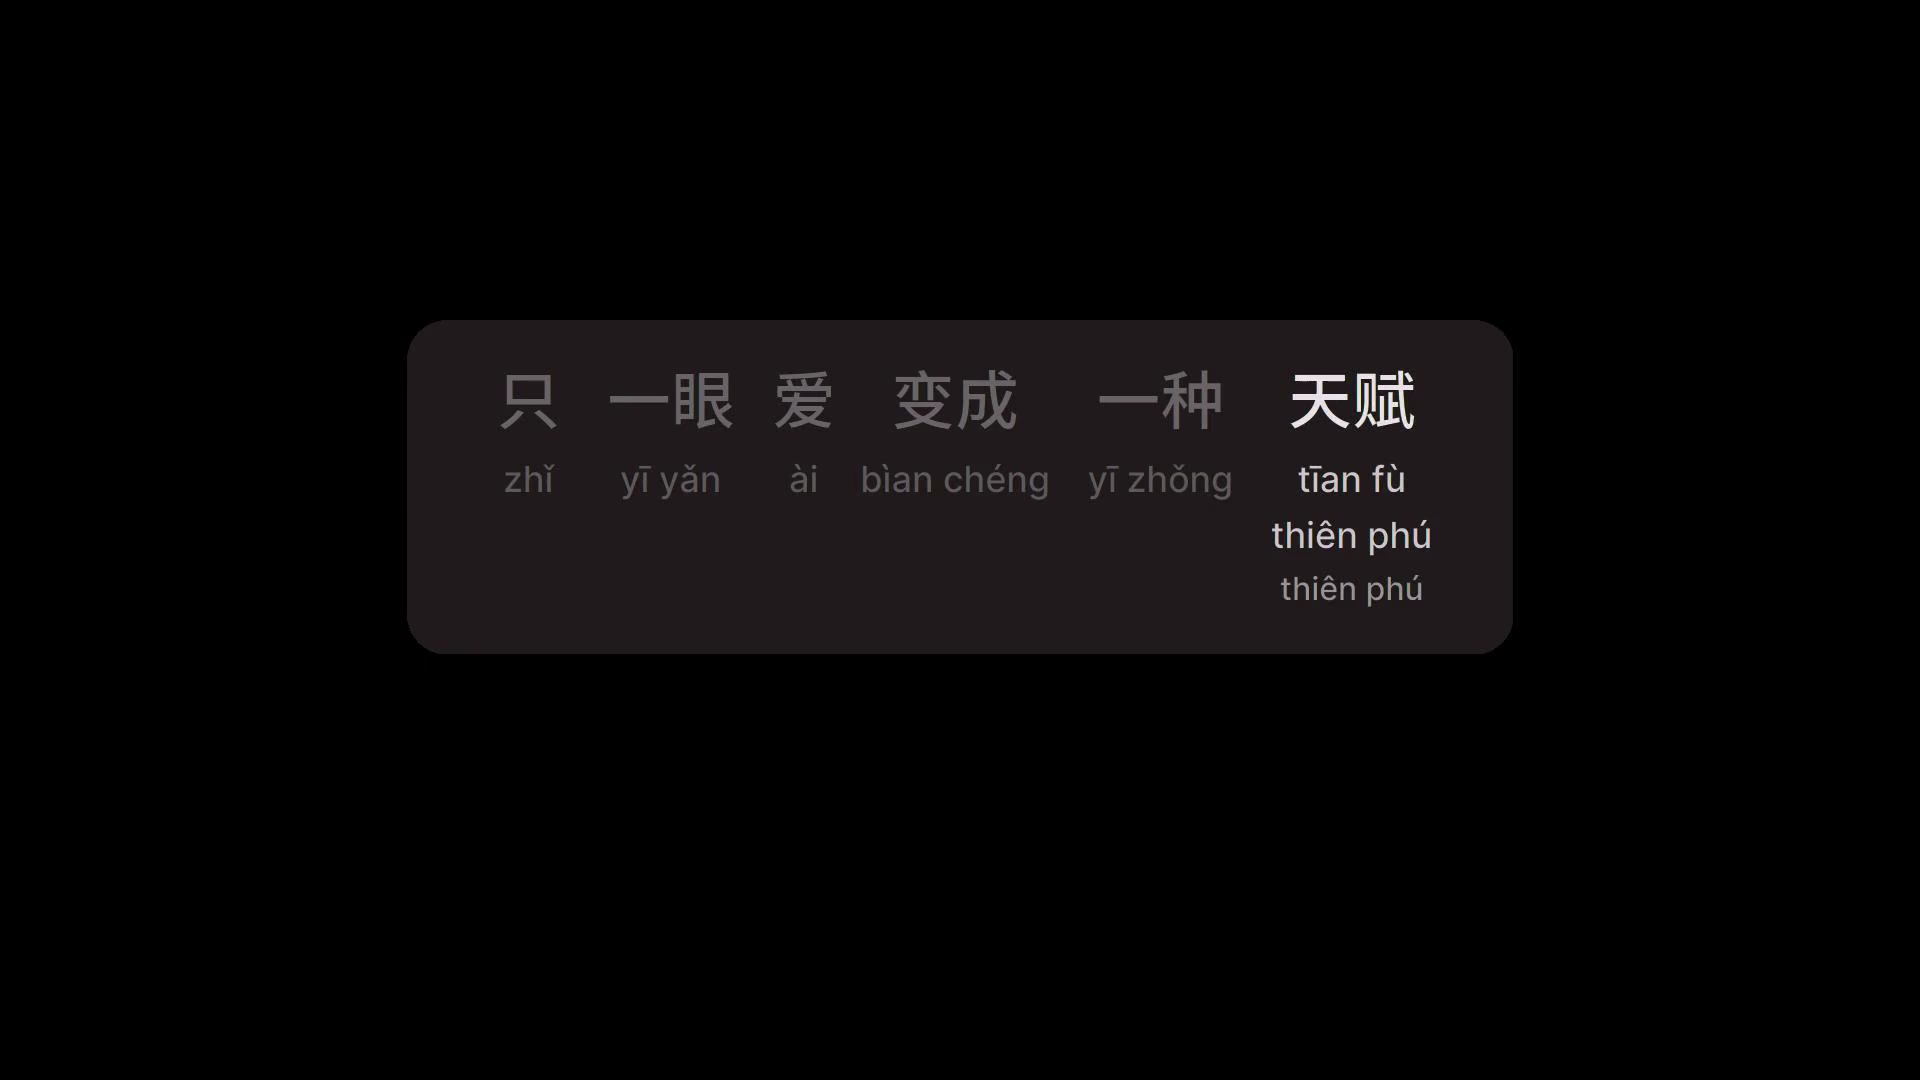 只 一眼 爱 变成 一种 天赋
zhǐ yī yǎn ài bìan chéng yī zhǒng tīan fù
thiên phú
thiên phú